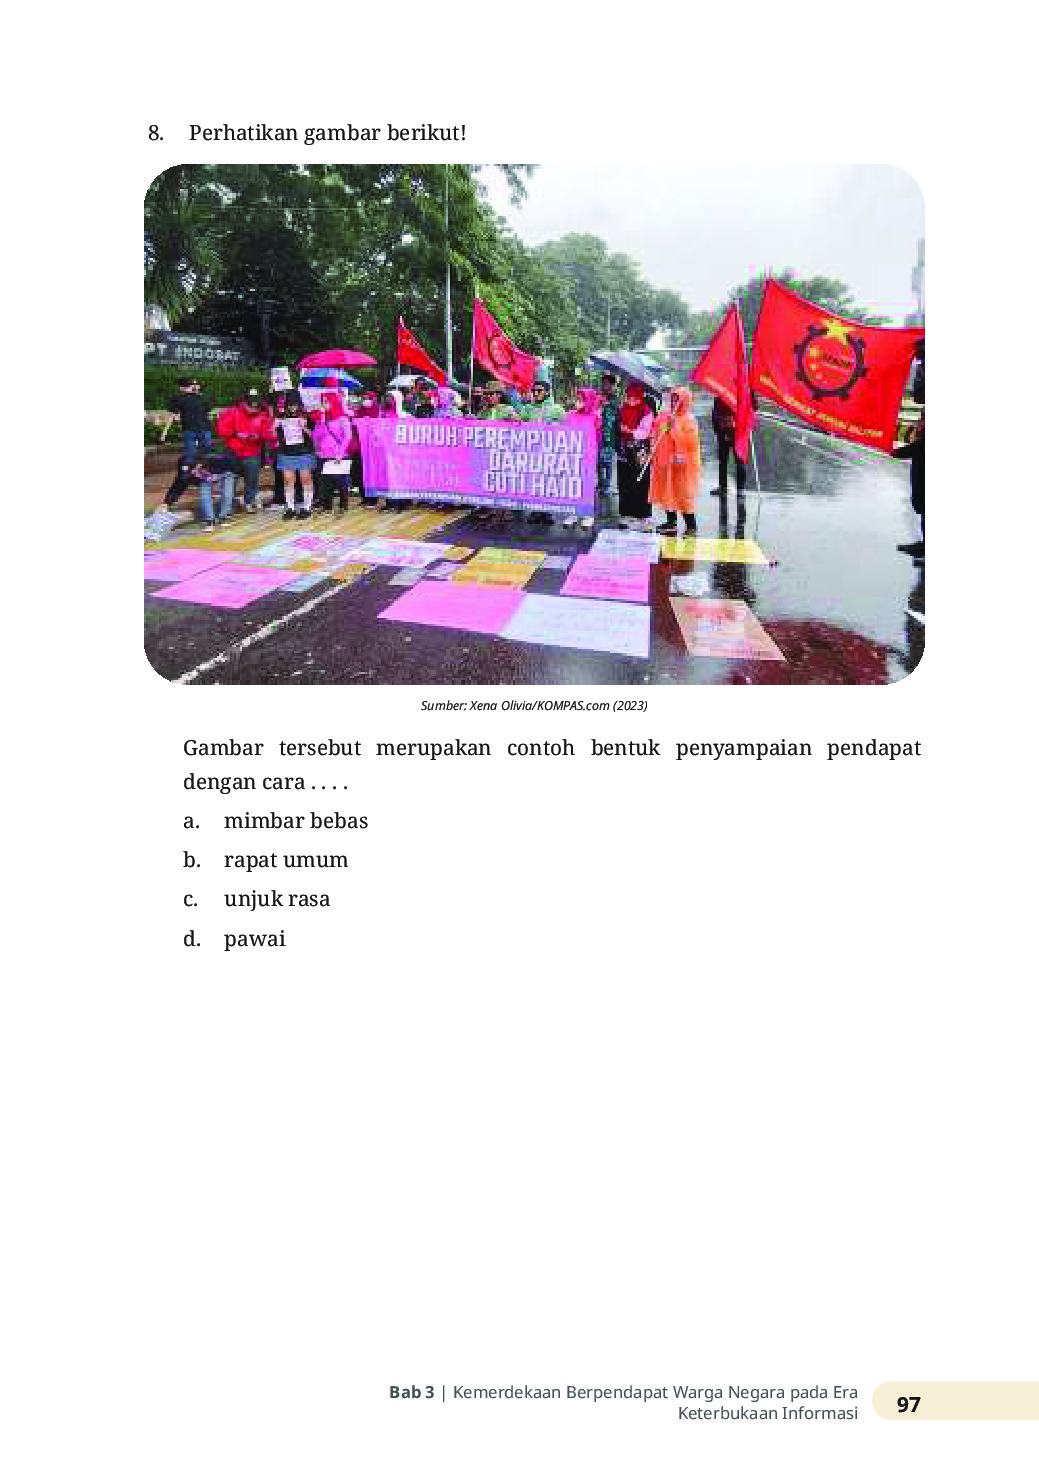 8. Perhatikan gambar berikut!
PT INDOSAT
BURUH PEREMPUAN
DARURAT
CUTI HAID
Sumber: Xena Olivia/KOMPAS.com (2023)
Gambar tersebut merupakan contoh bentuk penyampaian pendapat
dengan cara . . . .
a. mimbar bebas
b. rapat umum
c. unjuk rasa
d. pawai
Bab 3 | Kemerdekaan Berpendapat Warga Negara pada Era
Keterbukaan Informasi
97